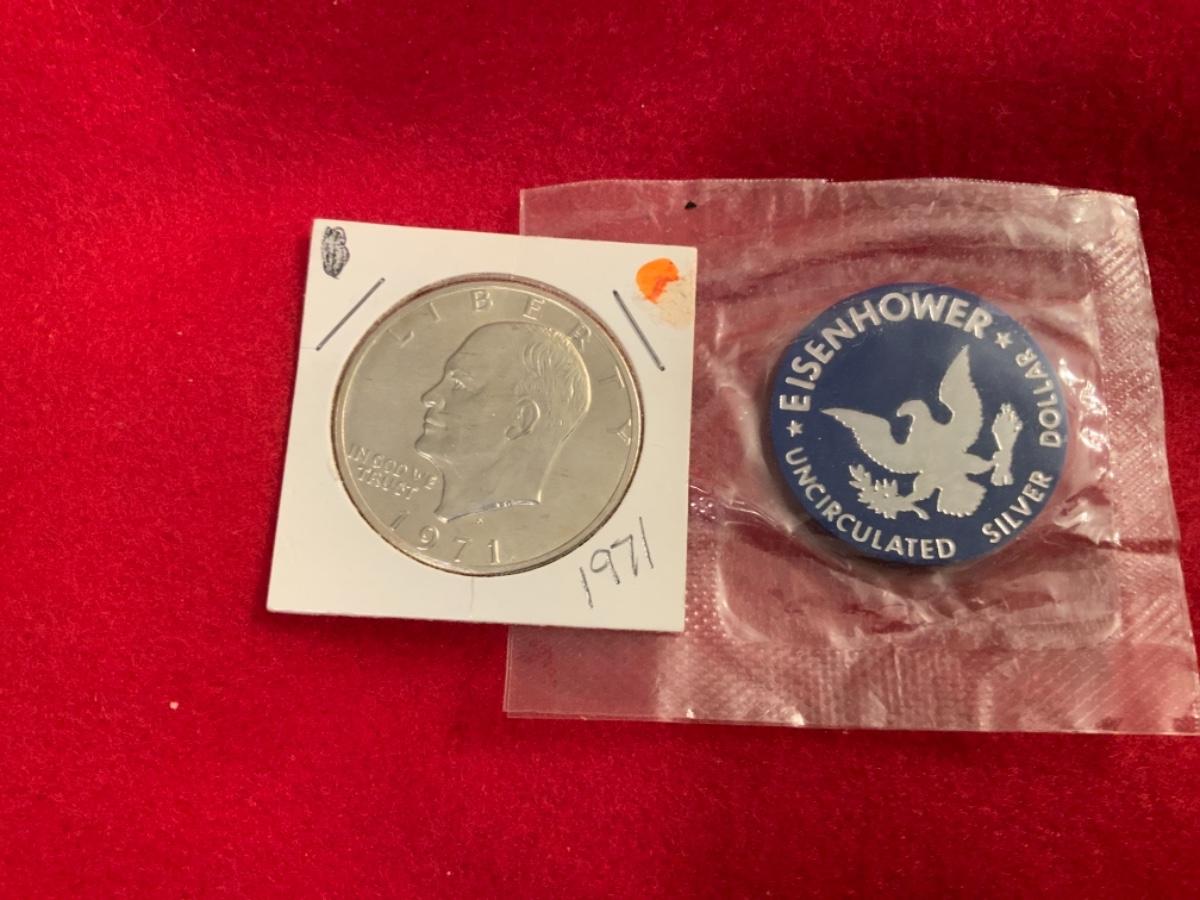 LIBERTY
IN GOD WE
TRUST
1971
1971
★ EISENHOWER ★
UNCIRCULATED SILVER DOLLAR